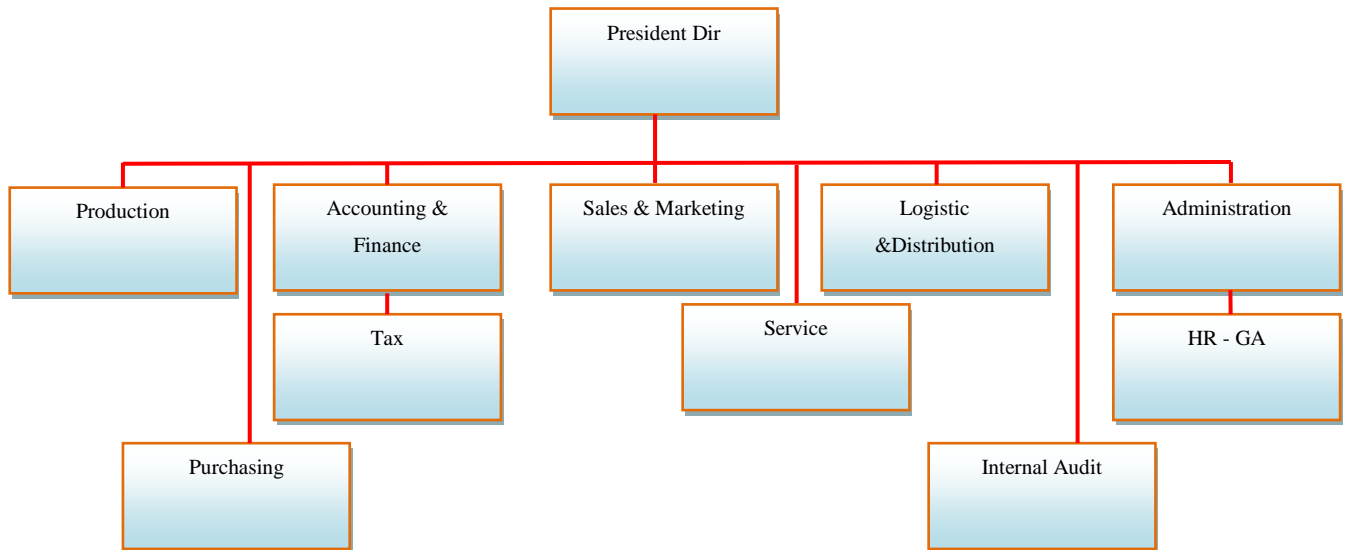 President Dir
Production
Accounting &
Finance
Sales & Marketing
Logistic
&Distribution
Administration
Tax
Service
HR - GA
Purchasing
Internal Audit